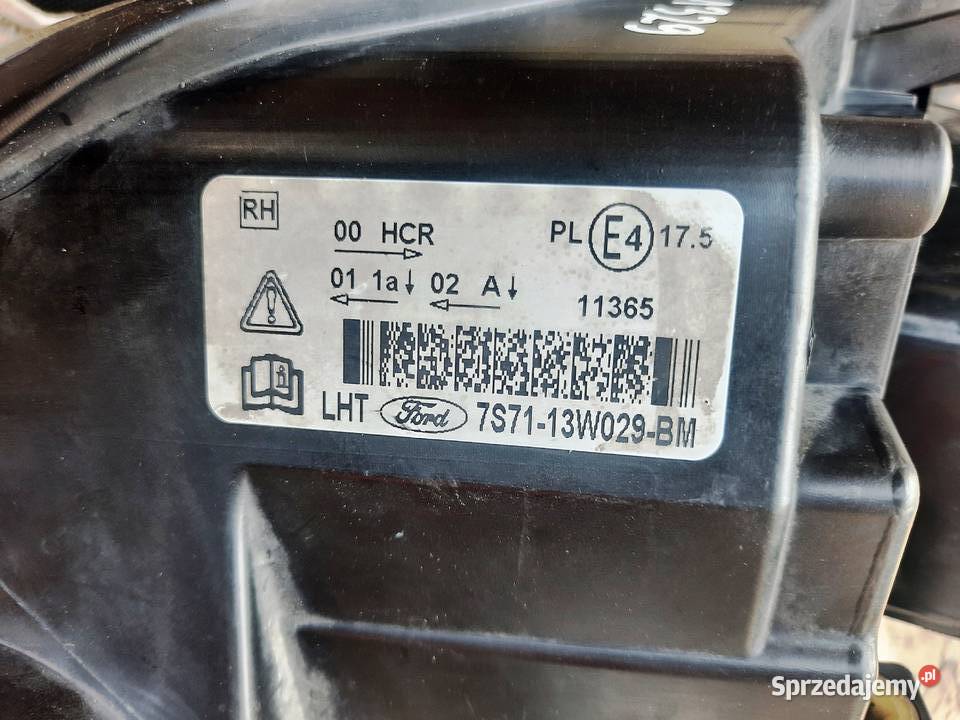 RH
00 HCR
PL E4 17.5
01 1a↓ 02 A↓
11365
LHT Ford 7S71-13W029-BM
Sprzedajemy.pl